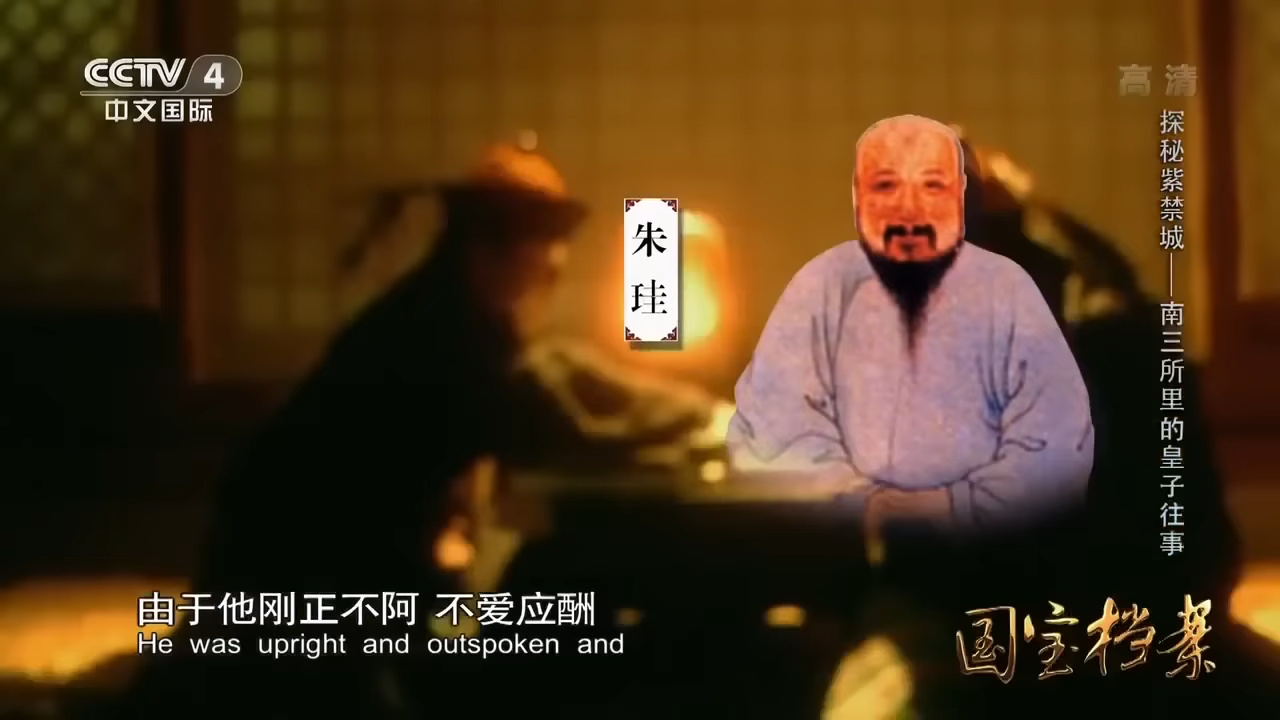 CCTV 4
中文国际
高清
探秘紫禁城——南三所里的皇子往事
朱珪
由于他刚正不阿 不爱应酬
He was upright and outspoken and
国宝档案